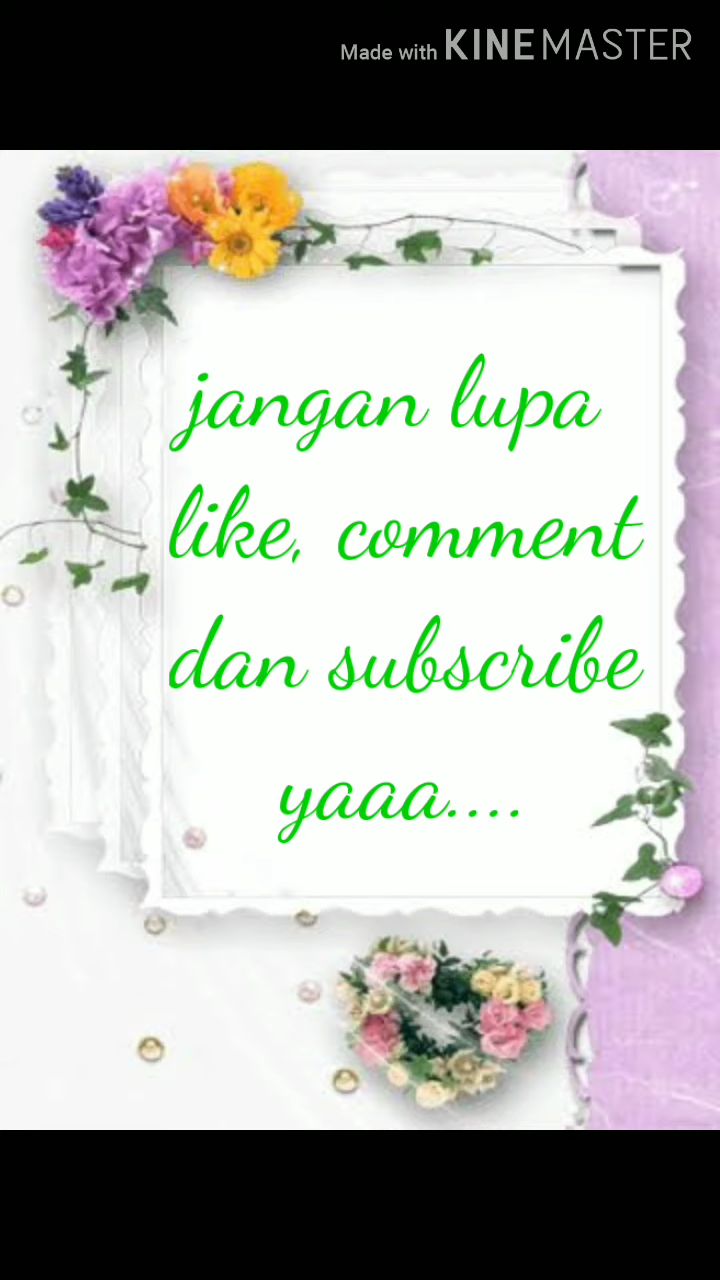 Made with KINEMASTER
jangan lupa
like, comment
dan subscribe
yaaa....